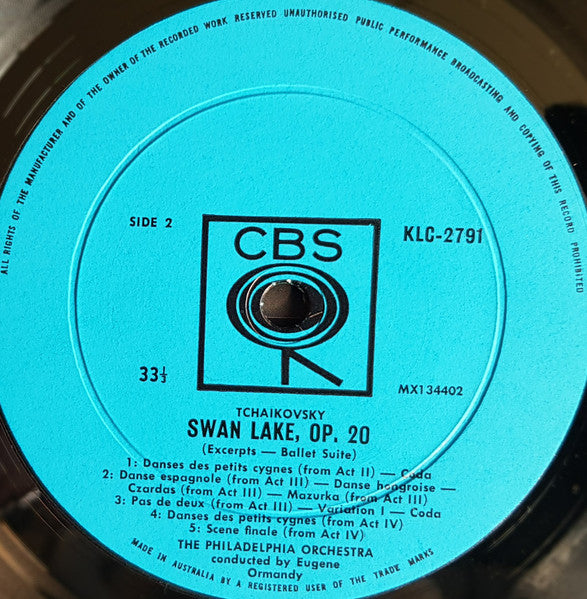 ALL RIGHTS OF THE MANUFACTURER AND OF THE OWNER OF THE RECORDED WORK RESERVED UNAUTHORISED PUBLIC PERFORMANCE BROADCASTING AND COPYING OF THIS RECORD PROHIBITED
SIDE 2
CBS
KLC-2791
33⅓
MX134402
TCHAIKOVSKY
SWAN LAKE, OP. 20
(Excerpts — Ballet Suite)
1: Danses des petits cygnes (from Act II) — Coda
2: Danse espagnole (from Act III) — Danse hongroise —
Czardas (from Act III) — Mazurka (from Act III)
3: Pas de deux (from Act III) — Variation I — Coda
4: Danses des petits cygnes (from Act IV)
5: Scene finale (from Act IV)
THE PHILADELPHIA ORCHESTRA
conducted by Eugene
Ormandy
MADE IN AUSTRALIA BY A REGISTERED USER OF THE TRADE MARKS